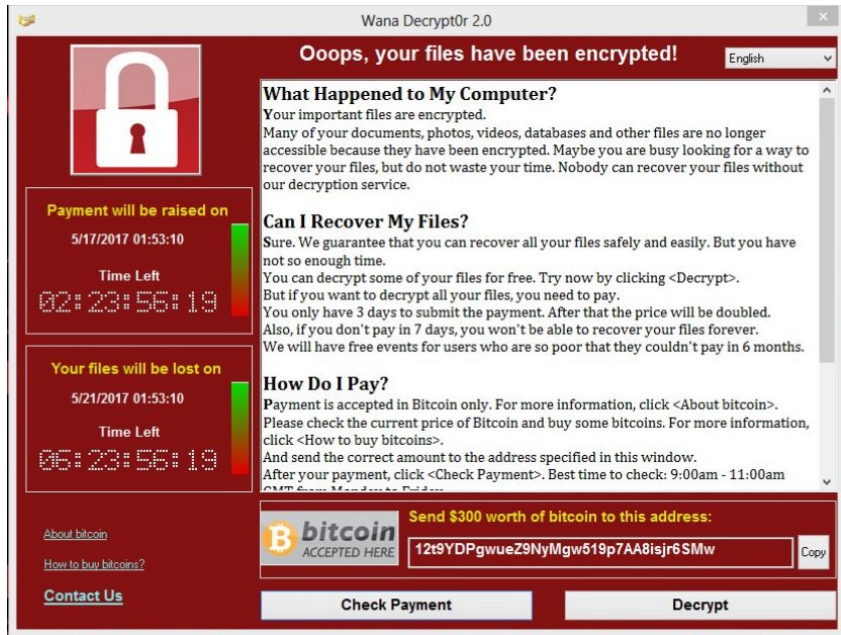 Wana Decrypt0r 2.0
Ooops, your files have been encrypted!
English
What Happened to My Computer?
Your important files are encrypted.
Many of your documents, photos, videos, databases and other files are no longer
accessible because they have been encrypted. Maybe you are busy looking for a way to
recover your files, but do not waste your time. Nobody can recover your files without
our decryption service.
Can I Recover My Files?
Sure. We guarantee that you can recover all your files safely and easily. But you have
not so enough time.
You can decrypt some of your files for free. Try now by clicking <Decrypt>.
But if you want to decrypt all your files, you need to pay.
You only have 3 days to submit the payment. After that the price will be doubled.
Also, if you don't pay in 7 days, you won't be able to recover your files forever.
We will have free events for users who are so poor that they couldn't pay in 6 months.
How Do I Pay?
Payment is accepted in Bitcoin only. For more information, click <About bitcoin>.
Please check the current price of Bitcoin and buy some bitcoins. For more information,
click <How to buy bitcoins>.
And send the correct amount to the address specified in this window.
After your payment, click <Check Payment>. Best time to check: 9:00am - 11:00am
GMT from Monday to Friday
Payment will be raised on
5/17/2017 01:53:10
Time Left
02:23:56:19
Your files will be lost on
5/21/2017 01:53:10
Time Left
06:23:56:19
About bitcoin
How to buy bitcoins?
Contact Us
bitcoin
ACCEPTED HERE
Send $300 worth of bitcoin to this address:
12t9YDPgwueZ9NyMgw519p7AA8isjr6SMw
Copy
Check Payment
Decrypt